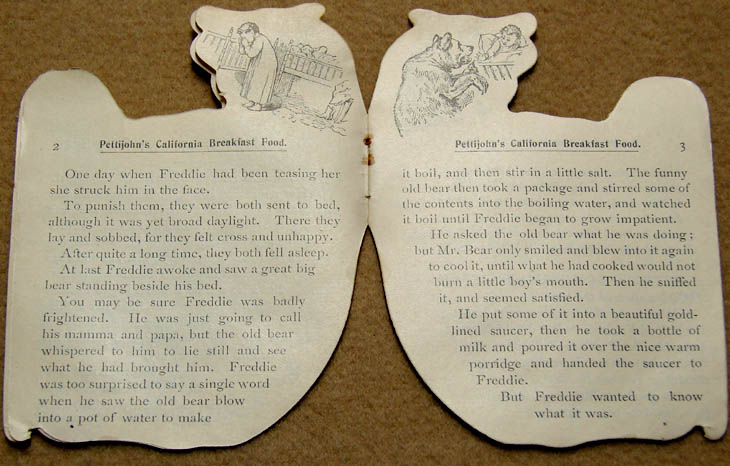 2
Pettijohn's California Breakfast Food.
One day when Freddie had been teasing her
she struck him in the face.
To punish them, they were both sent to bed,
although it was yet broad daylight. There they
lay and sobbed, for they felt cross and unhappy.
After quite a long time, they both fell asleep.
At last Freddie awoke and saw a great big
bear standing beside his bed.
You may be sure Freddie was badly
frightened. He was just going to call
his mamma and papa, but the old bear
whispered to him to lie still and see
what he had brought him. Freddie
was too surprised to say a single word
when he saw the old bear blow
into a pot of water to make
Pettijohn's California Breakfast Food.
3
it boil, and then stir in a little salt. The funny
old bear then took a package and stirred some of
the contents into the boiling water, and watched
it boil until Freddie began to grow impatient.
He asked the old bear what he was doing;
but Mr. Bear only smiled and blew into it again
to cool it, until what he had cooked would not
burn a little boy's mouth. Then he sniffed
it, and seemed satisfied.
He put some of it into a beautiful gold-
lined saucer, then he took a bottle of
milk and poured it over the nice warm
porridge and handed the saucer to
Freddie.
But Freddie wanted to know
what it was.